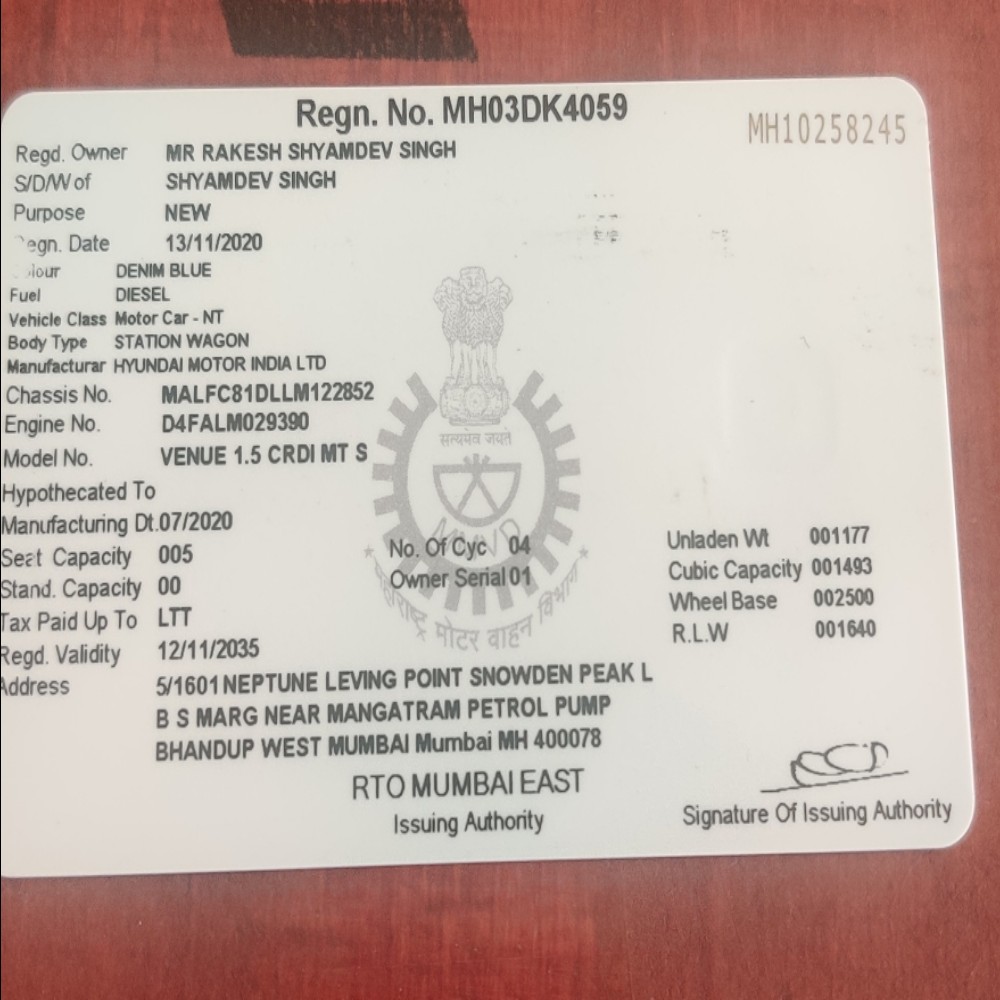 Regn. No. MH03DK4059
MH10258245
Regd. Owner MR RAKESH SHYAMDEV SINGH
S/D/W of SHYAMDEV SINGH
Purpose NEW
egn. Date 13/11/2020
lour DENIM BLUE
Fuel DIESEL
Vehicle Class Motor Car - NT
Body Type STATION WAGON
Manufacturar HYUNDAI MOTOR INDIA LTD
Chassis No. MALFC81DLLM122852
Engine No. D4FALM029390
सत्यमेव जयते
Model No. VENUE 1.5 CRDI MT S
Hypothecated To
Manufacturing Dt.07/2020
MMVD
Seat Capacity 005 No. Of Cyc 04 Unladen Wt 001177
Stand. Capacity 00 Owner Serial 01 Cubic Capacity 001493
Tax Paid Up To LTT Wheel Base 002500
Regd. Validity 12/11/2035 R.L.W 001640
महाराष्ट्र मोटर वाहन विभाग
Address 5/1601 NEPTUNE LEVING POINT SNOWDEN PEAK L
B S MARG NEAR MANGATRAM PETROL PUMP
BHANDUP WEST MUMBAI Mumbai MH 400078
RTO MUMBAI EAST
Issuing Authority
Signature Of Issuing Authority